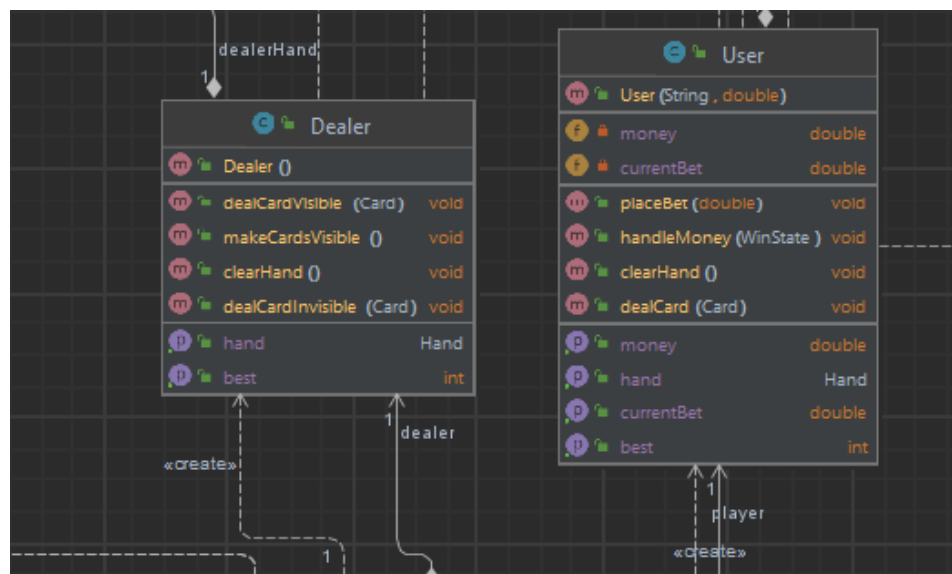 dealerHand
1
Dealer
Dealer ()
dealCardVisible (Card) void
makeCardsVisible () void
clearHand () void
dealCardInvisible (Card) void
hand Hand
best int
1
dealer
«create»
1
User
User (String, double)
money double
currentBet double
placeBet (double) void
handleMoney (WinState) void
clearHand () void
dealCard (Card) void
money double
hand Hand
currentBet double
best int
1
player
«create»